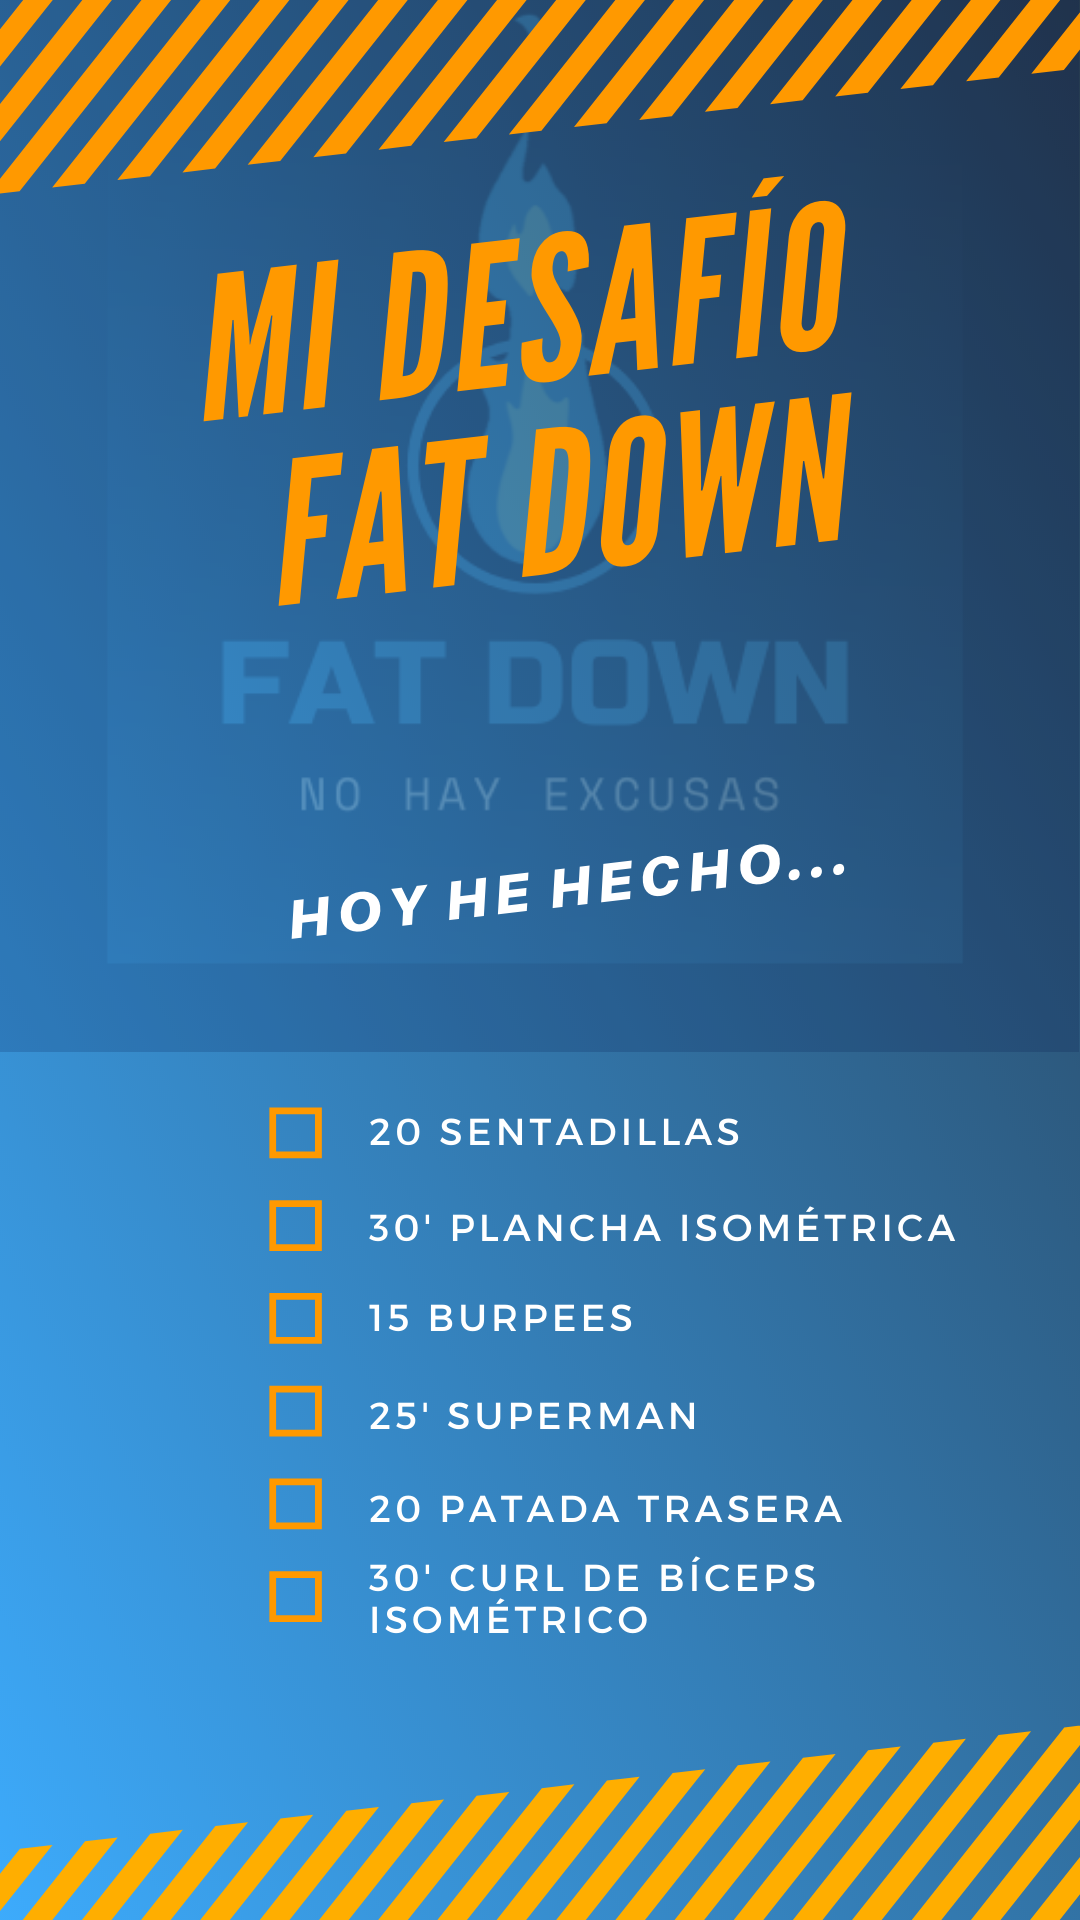 MI DESAFÍO
FAT DOWN
FAT DOWN
NO HAY EXCUSAS
HOY HE HECHO...
20 SENTADILLAS
30' PLANCHA ISOMÉTRICA
15 BURPEES
25' SUPERMAN
20 PATADA TRASERA
30' CURL DE BÍCEPS
ISOMÉTRICO